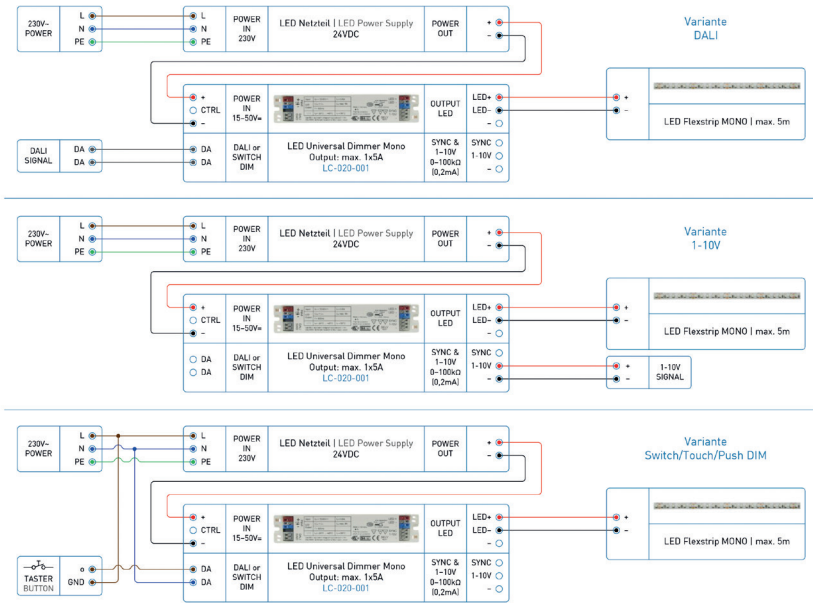 230V~
POWER
L
N
PE
L
N
PE
POWER
IN
230V
LED Netzteil | LED Power Supply
24VDC
POWER
OUT
+
-
Variante
DALI
+
CTRL
-
POWER
IN
15-50V=
OUTPUT
LED
LED+
LED-
-
+
-
LED Flexstrip MONO | max. 5m
DALI
SIGNAL
DA
DA
DA
DA
DALI or
SWITCH
DIM
LED Universal Dimmer Mono
Output: max. 1x5A
LC-020-001
SYNC &
1~10V
0~100kΩ
(0,2mA)
SYNC
1-10V
-
230V~
POWER
L
N
PE
L
N
PE
POWER
IN
230V
LED Netzteil | LED Power Supply
24VDC
POWER
OUT
+
-
Variante
1-10V
+
CTRL
-
POWER
IN
15-50V=
OUTPUT
LED
LED+
LED-
-
+
-
LED Flexstrip MONO | max. 5m
DA
DA
DALI or
SWITCH
DIM
LED Universal Dimmer Mono
Output: max. 1x5A
LC-020-001
SYNC &
1~10V
0~100kΩ
(0,2mA)
SYNC
1-10V
-
+
-
1-10V
SIGNAL
230V~
POWER
L
N
PE
L
N
PE
POWER
IN
230V
LED Netzteil | LED Power Supply
24VDC
POWER
OUT
+
-
Variante
Switch/Touch/Push DIM
+
CTRL
-
POWER
IN
15-50V=
OUTPUT
LED
LED+
LED-
-
+
-
LED Flexstrip MONO | max. 5m
TASTER
BUTTON
o
GND
DA
DA
DALI or
SWITCH
DIM
LED Universal Dimmer Mono
Output: max. 1x5A
LC-020-001
SYNC &
1~10V
0~100kΩ
(0,2mA)
SYNC
1-10V
-